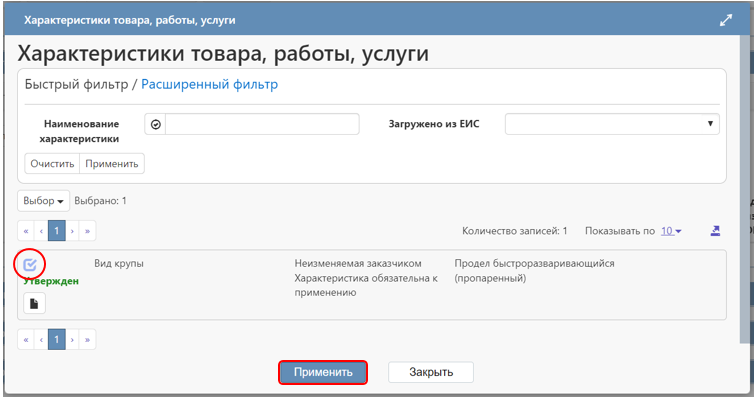 Характеристики товара, работы, услуги
Характеристики товара, работы, услуги
Быстрый фильтр / Расширенный фильтр
Наименование характеристики
Загружено из ЕИС
Очистить Применить
Выбор Выбрано: 1
« ‹ 1 › » Количество записей: 1 Показывать по 10
Вид крупы Неизменяемая заказчиком Продел быстроразваривающийся
Характеристика обязательна к (пропаренный)
применению
Утвержден
« ‹ 1 › »
Применить Закрыть